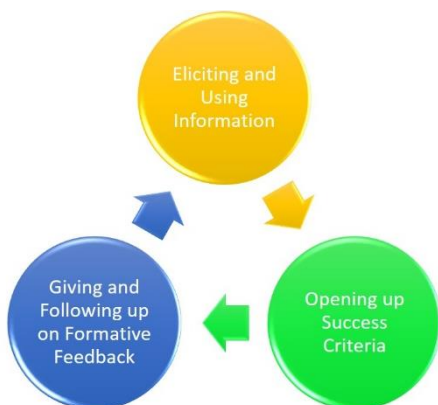 Eliciting and
Using
Information
Opening up
Success
Criteria
Giving and
Following up
on Formative
Feedback